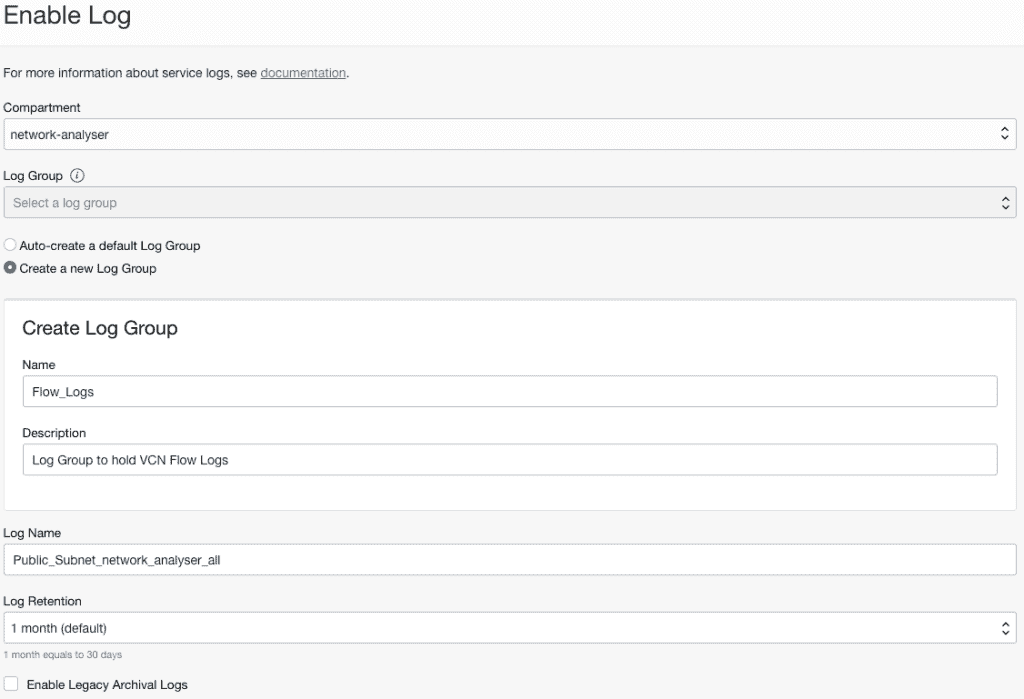 Enable Log
For more information about service logs, see documentation.
Compartment
network-analyser
Log Group
Select a log group
Auto-create a default Log Group
Create a new Log Group
Create Log Group
Name
Flow_Logs
Description
Log Group to hold VCN Flow Logs
Log Name
Public_Subnet_network_analyser_all
Log Retention
1 month (default)
1 month equals to 30 days
Enable Legacy Archival Logs